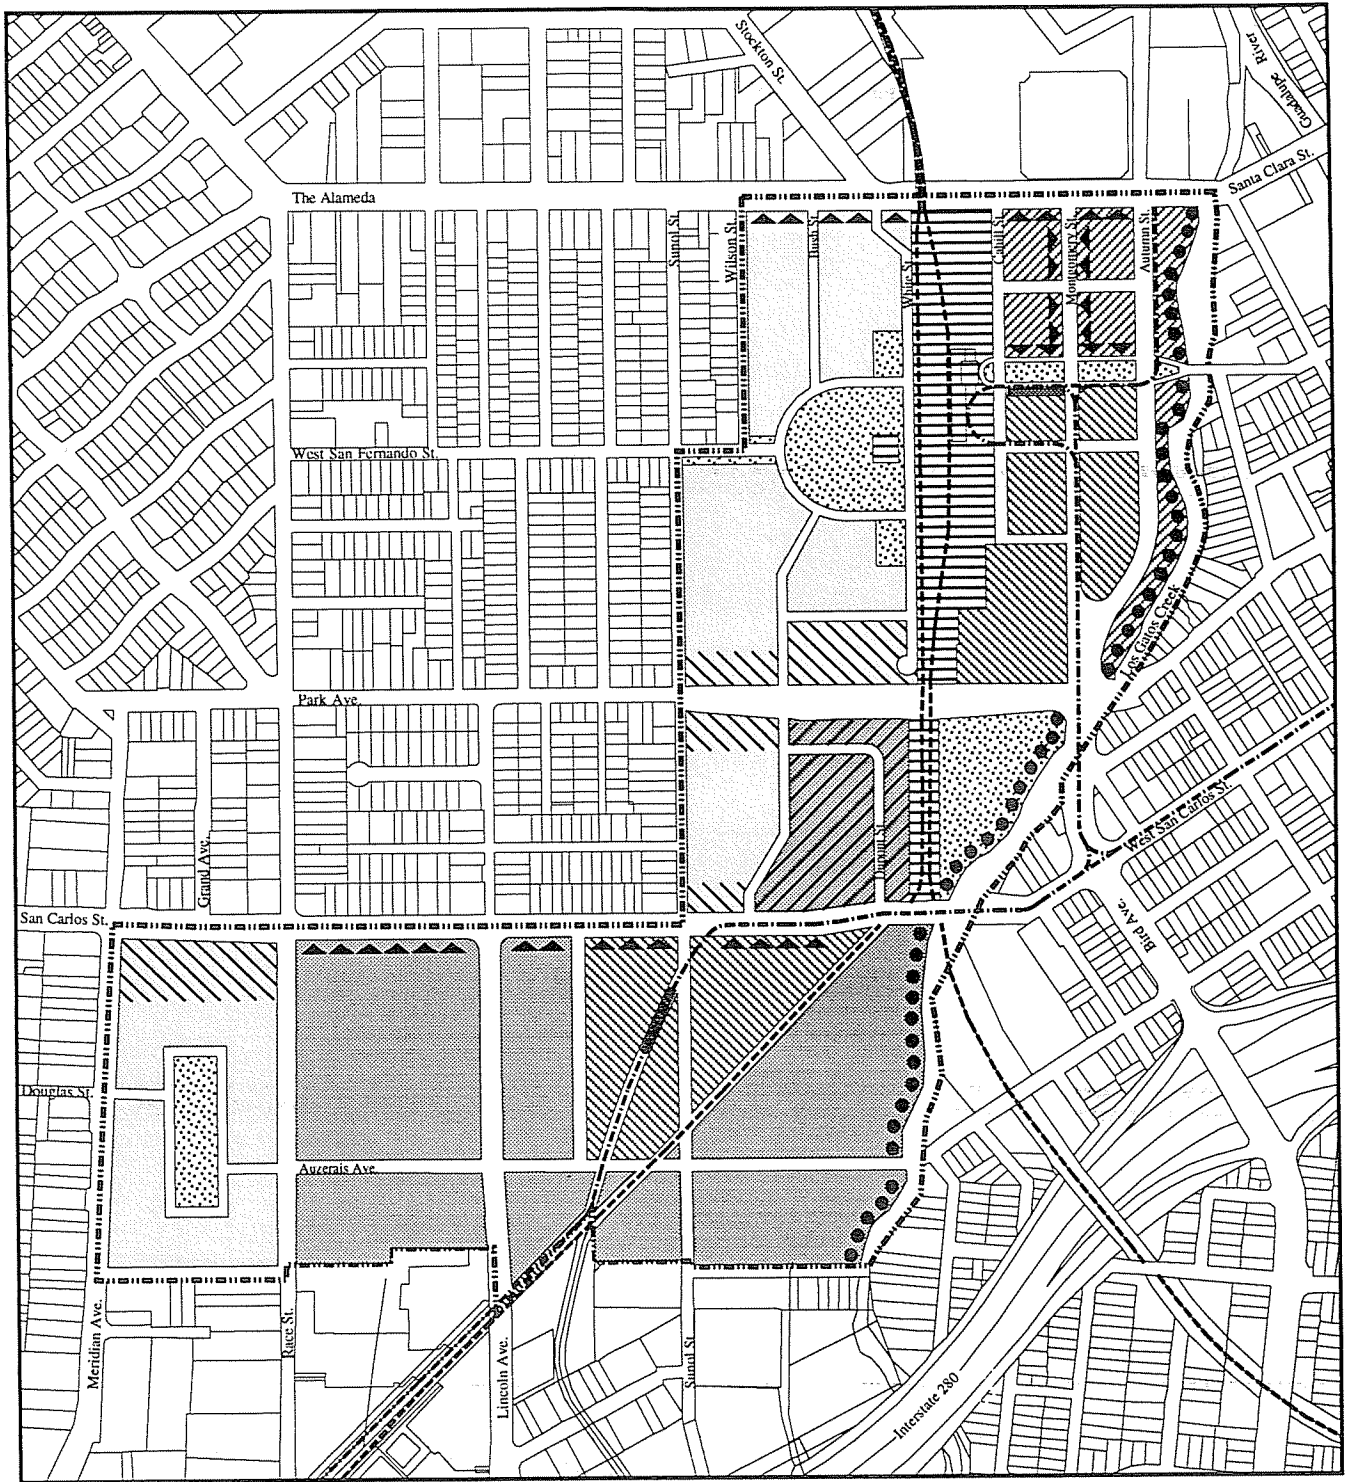 Stockton St.
River
Guadalupe
Santa Clara St.
The Alameda
Sunol St.
Wilson St.
Bush St.
White St.
Cahill St.
Montgomery St.
Autumn St.
West San Fernando St.
Los Gatos Creek
Park Ave.
Grand Ave.
Dupont St.
West San Carlos St.
San Carlos St.
Bird Ave.
Douglas St.
Auzerais Ave.
Meridian Ave.
Race St.
Lincoln Ave.
Sunol St.
Interstate 280